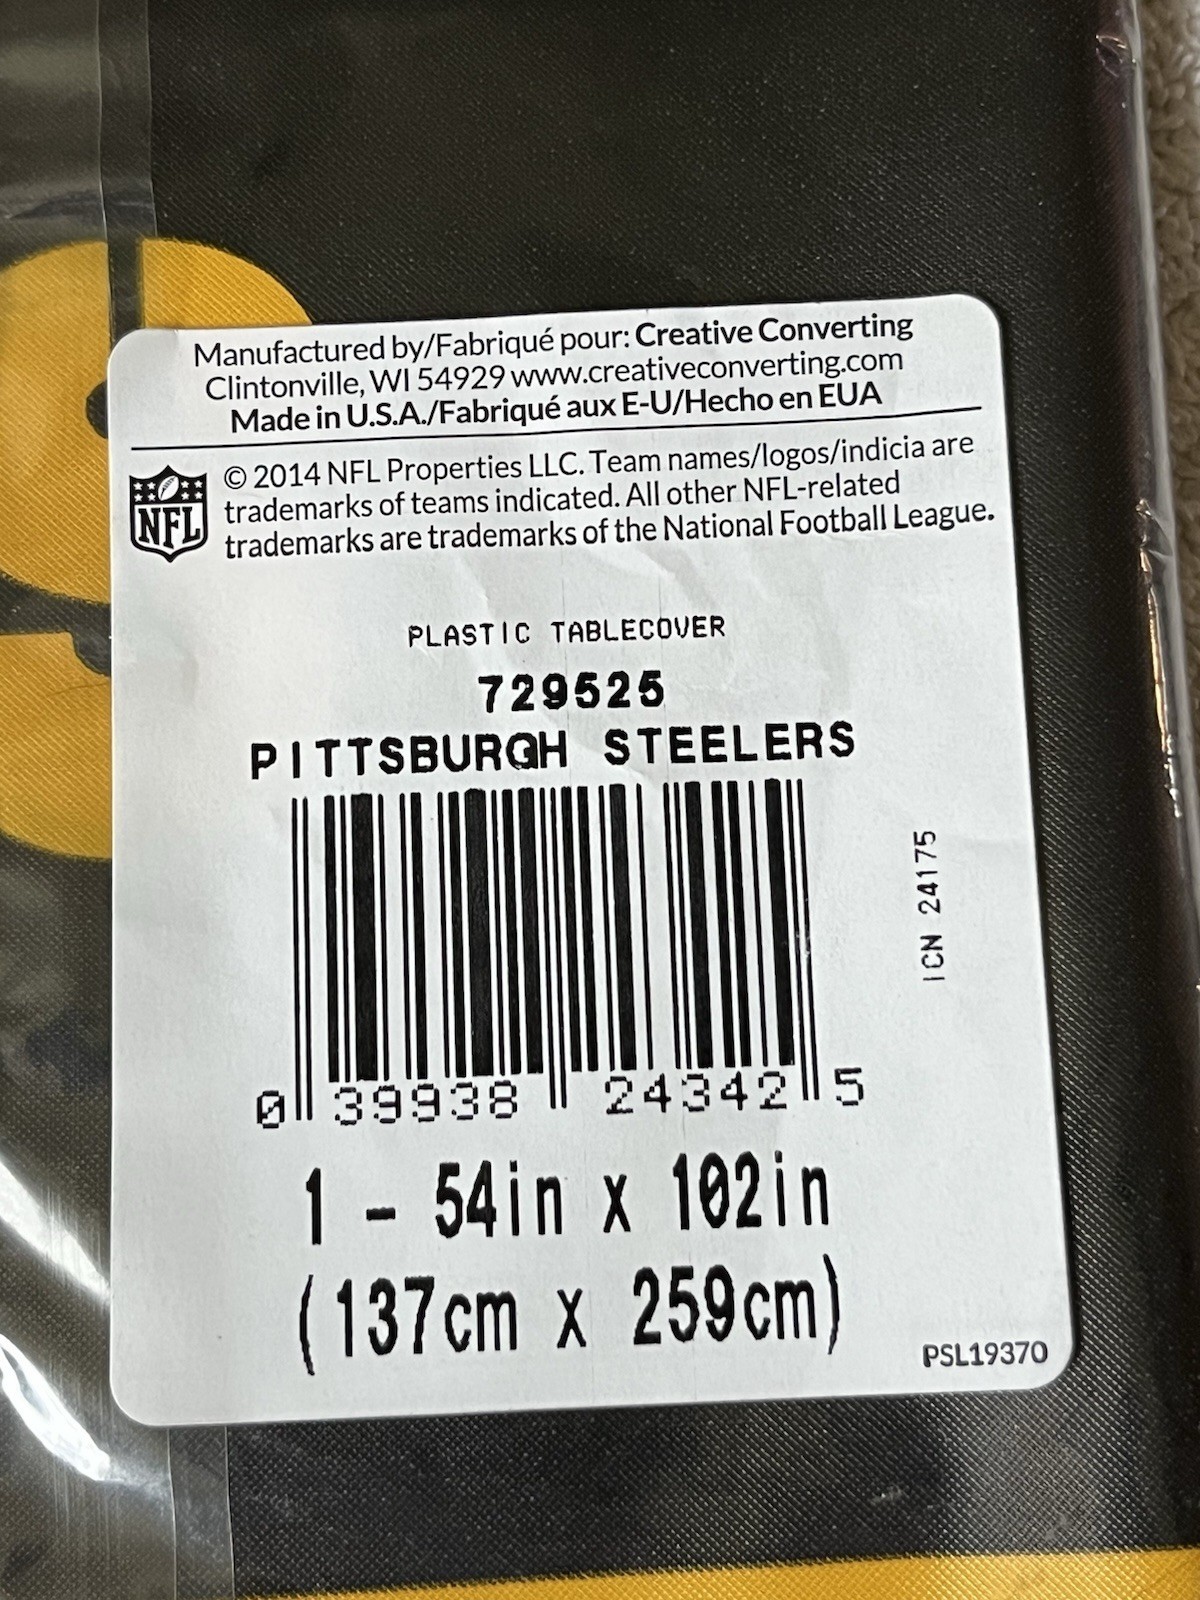 Manufactured by/Fabriqué pour: Creative Converting
Clintonville, WI 54929 www.creativeconverting.com
Made in U.S.A./Fabriqué aux E-U/Hecho en EUA
NFL
© 2014 NFL Properties LLC. Team names/logos/indicia are
trademarks of teams indicated. All other NFL-related
trademarks are trademarks of the National Football League.
PLASTIC TABLECOVER
729525
PITTSBURGH STEELERS
ICN 24175
0 39938 24342 5
1 - 54in x 102in
(137cm x 259cm)
PSL19370